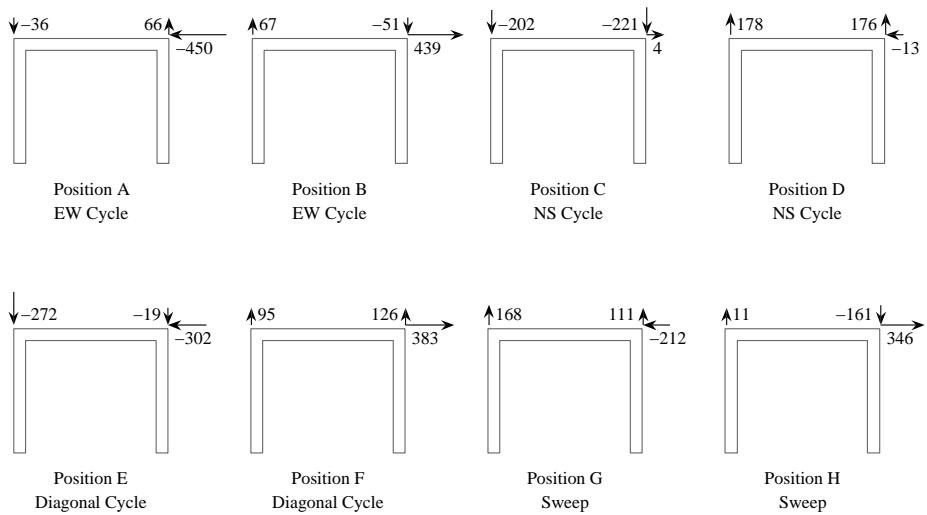 −36 66 67 −51 −202 −221 178 176
−450 439 4 −13
Position A Position B Position C Position D
EW Cycle EW Cycle NS Cycle NS Cycle
−272 −19 95 126 168 111 11 −161
−302 383 −212 346
Position E Position F Position G Position H
Diagonal Cycle Diagonal Cycle Sweep Sweep